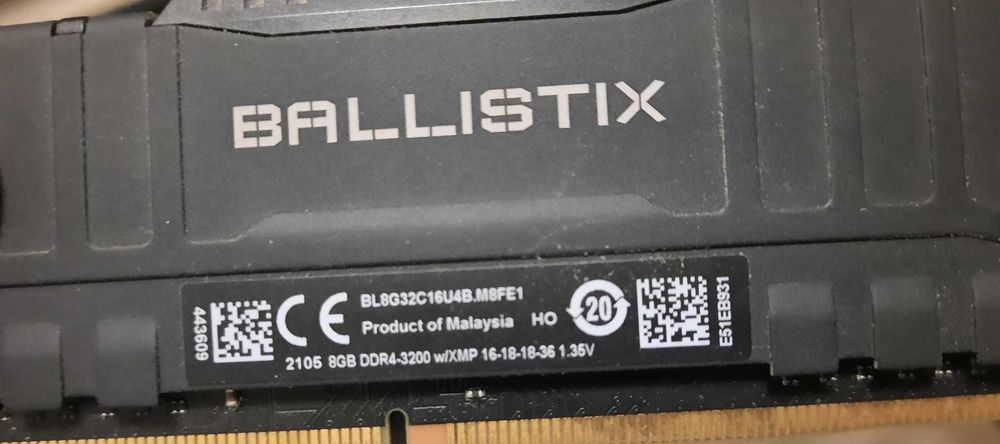 BALLISTIX
443609
BL8G32C16U4B.M8FE1
Product of Malaysia HO
20
2105 8GB DDR4-3200 w/XMP 16-18-18-36 1.35V
E51EB931